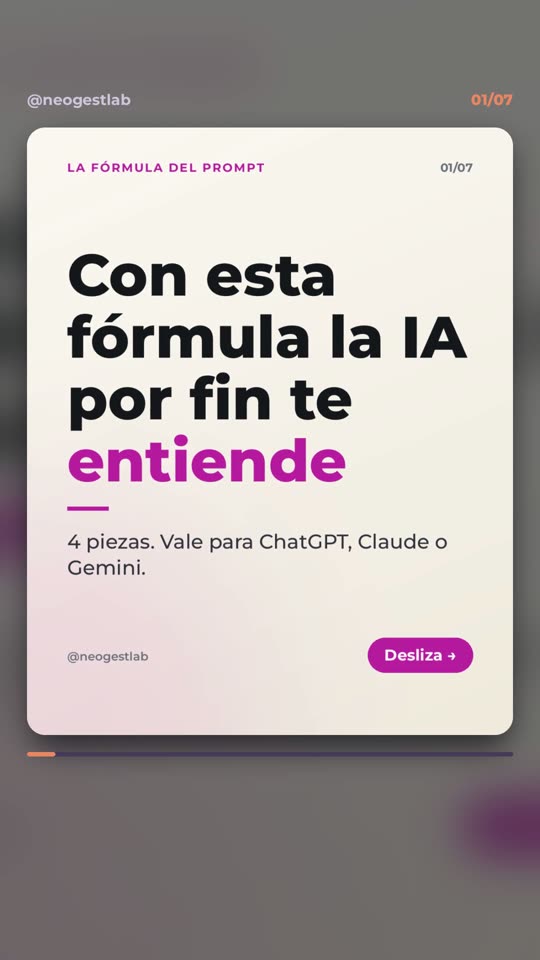 @neogestlab 01/07
LA FÓRMULA DEL PROMPT 01/07
Con esta
fórmula la IA
por fin te
entiende
4 piezas. Vale para ChatGPT, Claude o
Gemini.
@neogestlab Desliza →